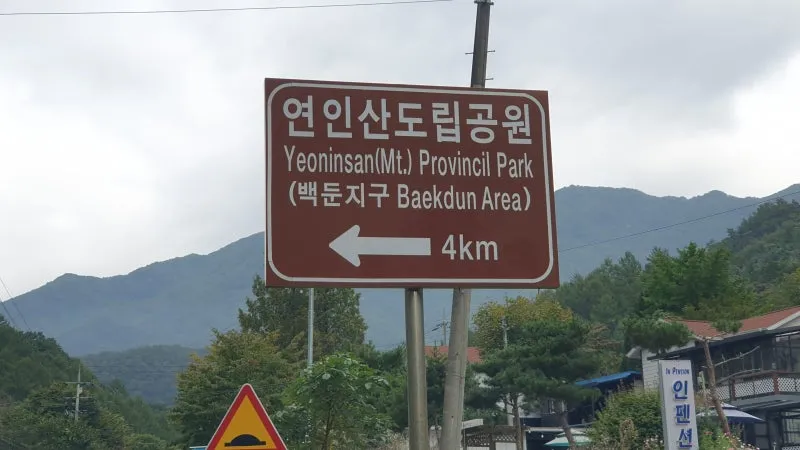 연인산도립공원
Yeoninsan(Mt.) Provincil Park
(백둔지구 Baekdun Area)
4km
IN PENSION
인펜션